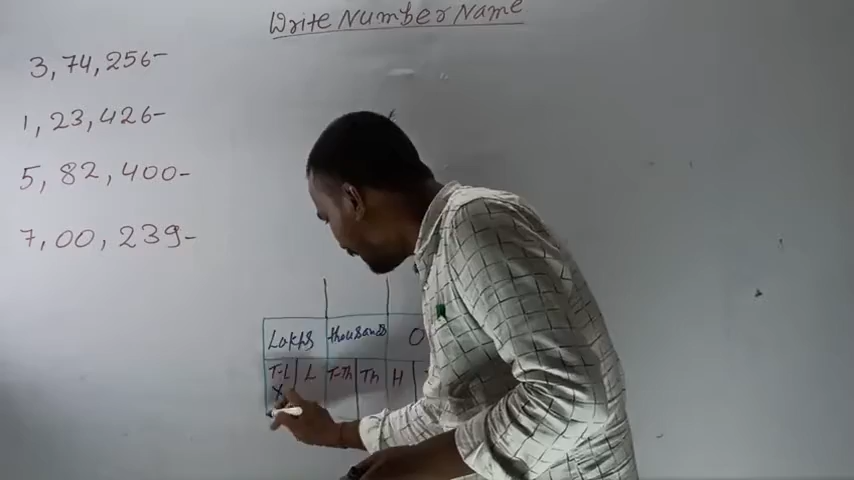 Write Number Name
3,74,256-
1,23,426-
5,82,400-
7,00,239-
Lakhs thousands O
T-L L T-Th Th H
X